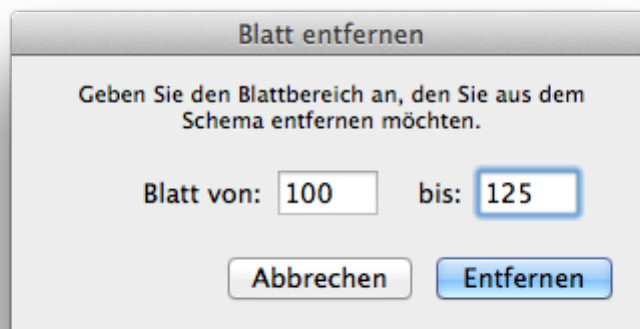 Blatt entfernen
Geben Sie den Blattbereich an, den Sie aus dem
Schema entfernen möchten.
Blatt von: 100 bis: 125
Abbrechen Entfernen